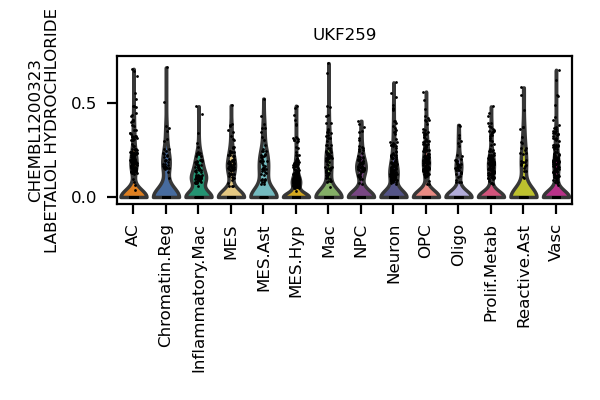 UKF259
CHEMBL1200323
LABETALOL HYDROCHLORIDE
0.5
0.0
AC
Chromatin.Reg
Inflammatory.Mac
MES
MES.Ast
MES.Hyp
Mac
NPC
Neuron
OPC
Oligo
Prolif.Metab
Reactive.Ast
Vasc